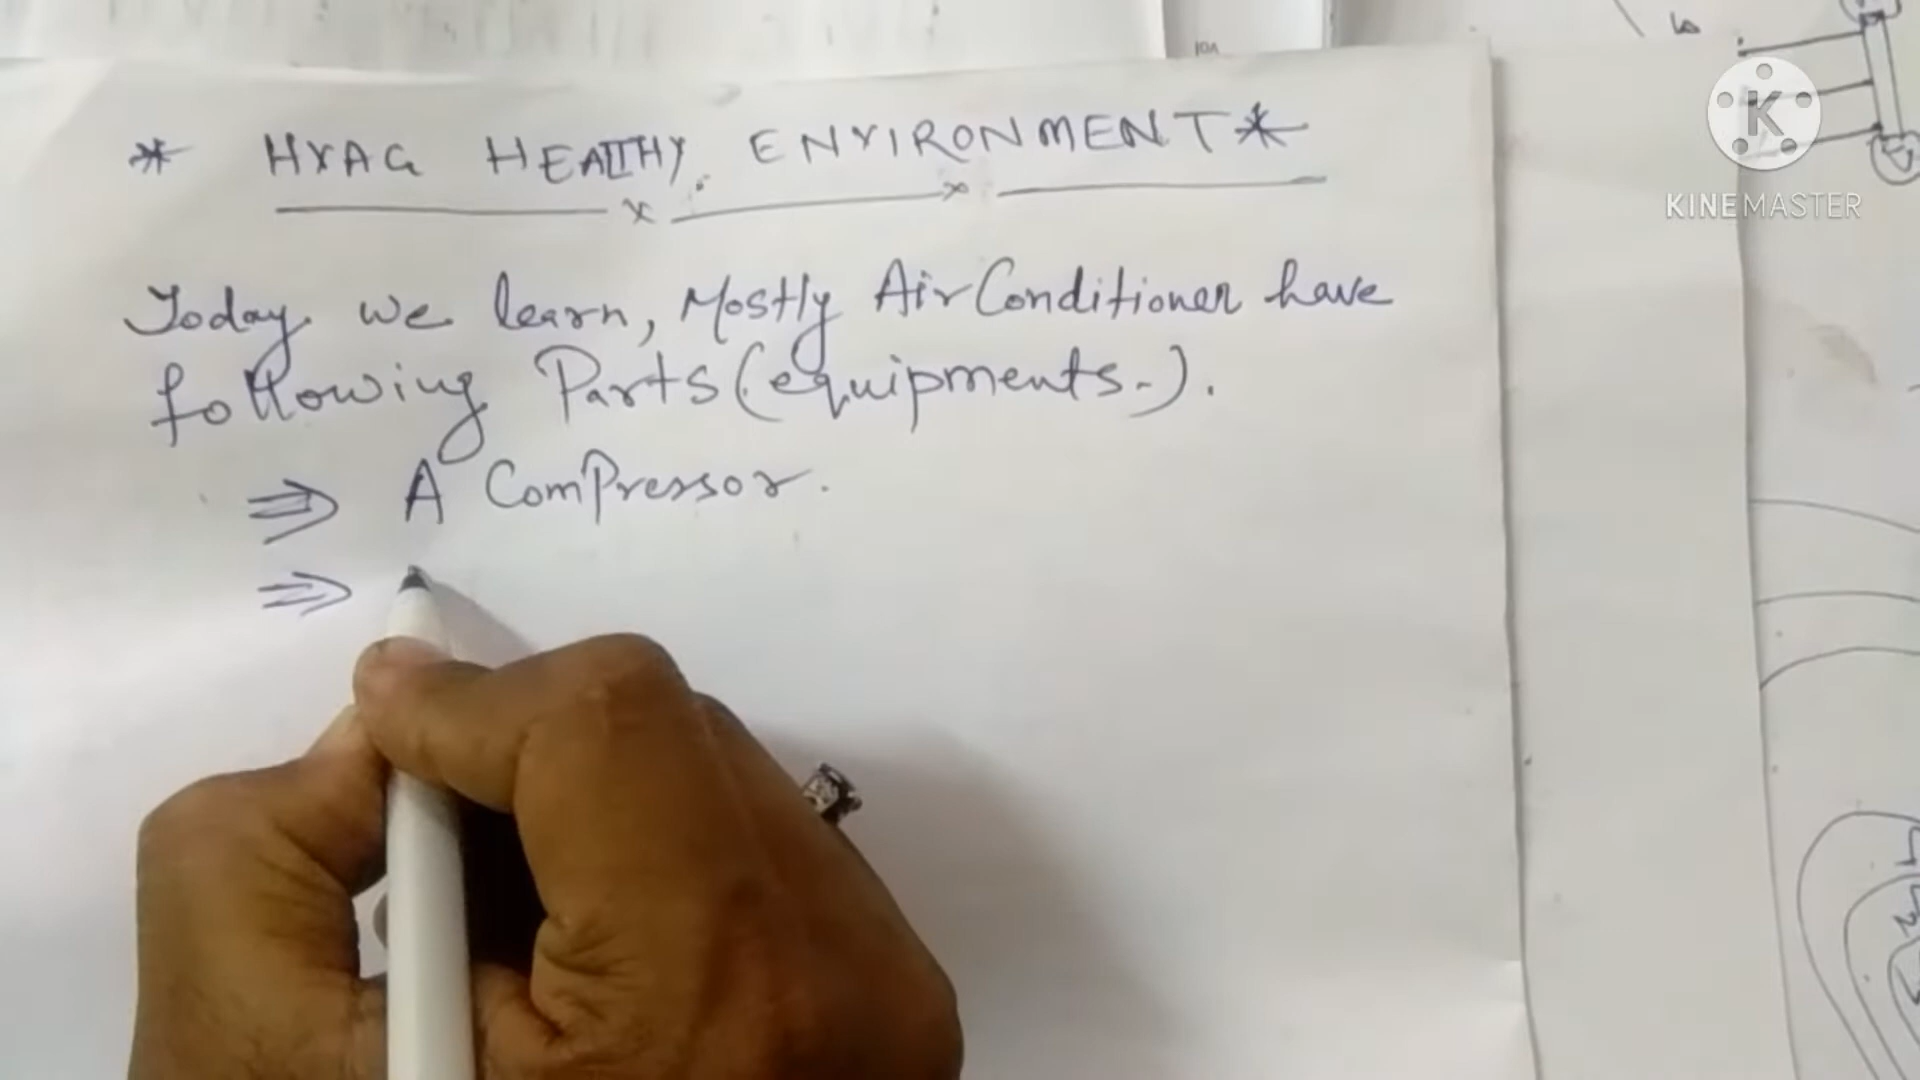 * HVAC HEALTHY ENVIRONMENT *
Today we learn, Mostly Air Conditioner have
following Parts (equipments-).
⇒ A Compressor.
⇒
KINEMASTER